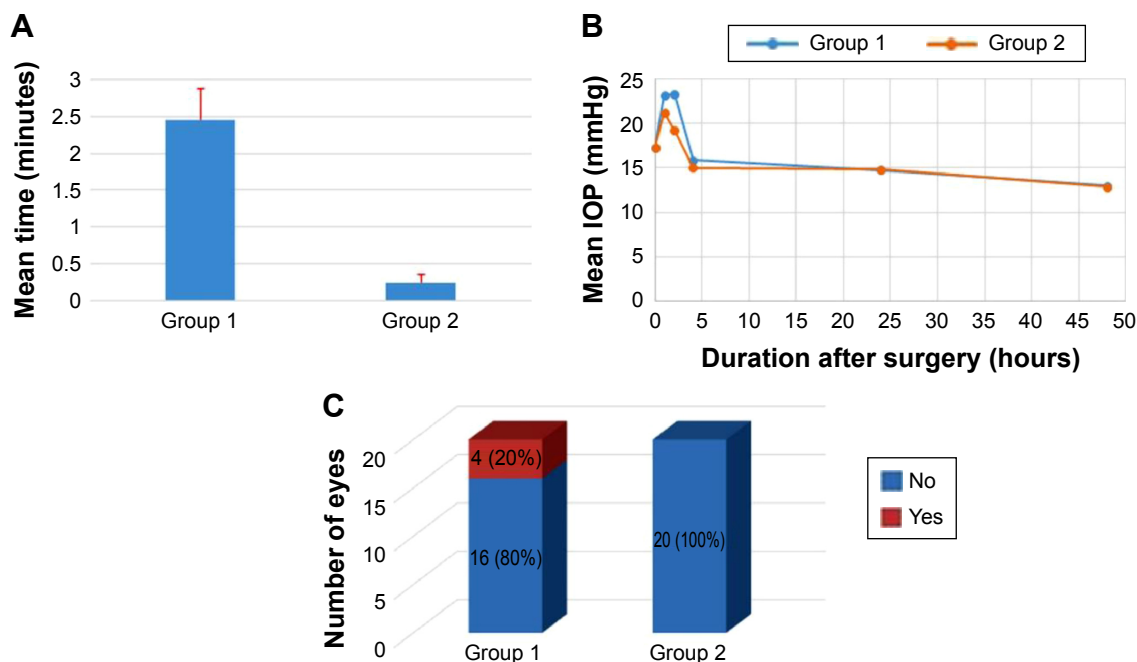 A
Mean time (minutes)
3
2.5
2
1.5
1
0.5
0
Group 1
Group 2
B
Group 1
Group 2
Mean IOP (mmHg)
25
20
15
10
5
0
0
5
10
15
20
25
30
35
40
45
50
Duration after surgery (hours)
C
Number of eyes
20
15
10
5
0
4 (20%)
16 (80%)
20 (100%)
Group 1
Group 2
No
Yes